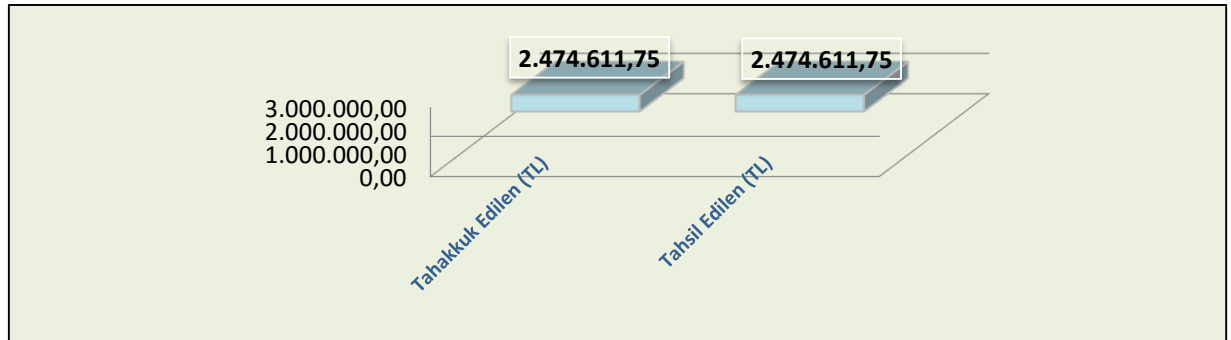 2.474.611,75 2.474.611,75
3.000.000,00
2.000.000,00
1.000.000,00
0,00
Tahakkuk Edilen (TL)
Tahsil Edilen (TL)